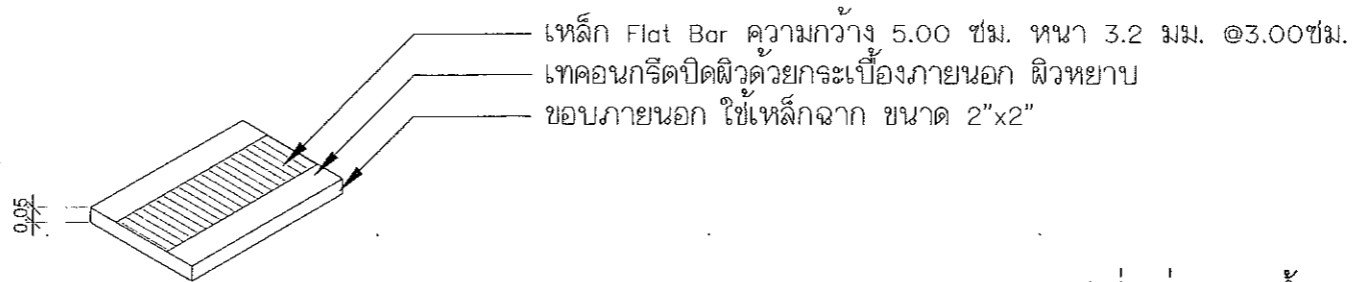 เหล็ก Flat Bar ความกว้าง 5.00 ซม. หนา 3.2 มม. @3.00ซม.
เทคอนกรีตปิดผิวด้วยกระเบื้องภายนอก ผิวหยาบ
ขอบภายนอก ใช้เหล็กฉาก ขนาด 2"x2"
0.05